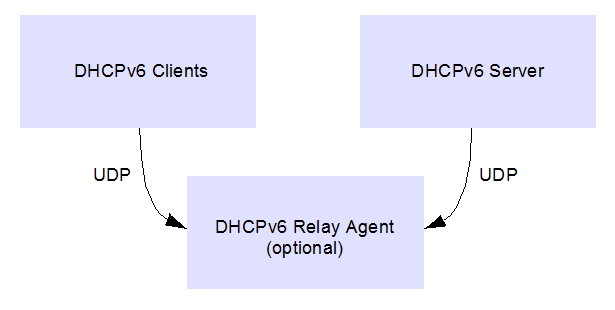 DHCPv6 Clients
DHCPv6 Server
UDP
UDP
DHCPv6 Relay Agent
(optional)